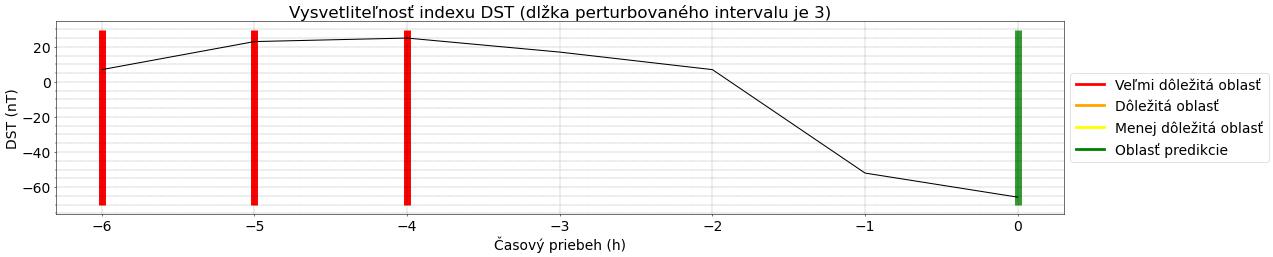 Vysvetliteľnosť indexu DST (dlžka perturbovaného intervalu je 3)
20
0
−20
−40
−60
DST (nT)
−6 −5 −4 −3 −2 −1 0
Časový priebeh (h)
Veľmi dôležitá oblasť
Dôležitá oblasť
Menej dôležitá oblasť
Oblasť predikcie